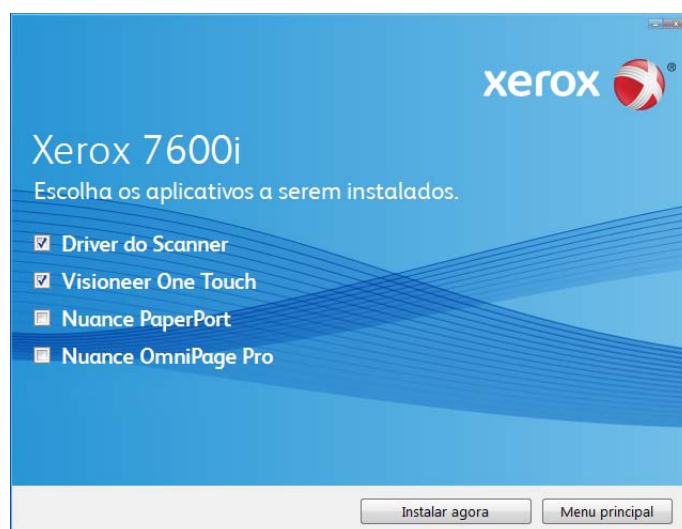 xerox
Xerox 7600i
Escolha os aplicativos a serem instalados.
Driver do Scanner
Visioneer One Touch
Nuance PaperPort
Nuance OmniPage Pro
Instalar agora
Menu principal